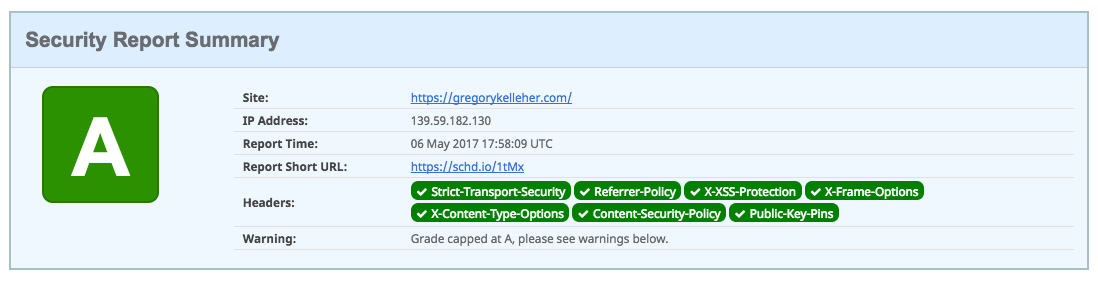 Security Report Summary
A
Site: https://gregorykelleher.com/
IP Address: 139.59.182.130
Report Time: 06 May 2017 17:58:09 UTC
Report Short URL: https://schd.io/1tMx
Headers: Strict-Transport-Security Referrer-Policy X-XSS-Protection X-Frame-Options
X-Content-Type-Options Content-Security-Policy Public-Key-Pins
Warning: Grade capped at A, please see warnings below.